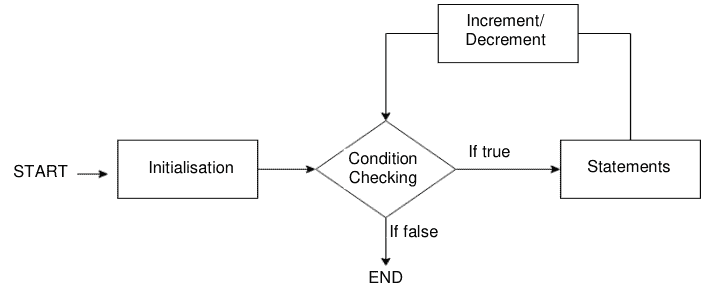 Increment/
Decrement
START
Initialisation
Condition
Checking
If true
Statements
If false
END